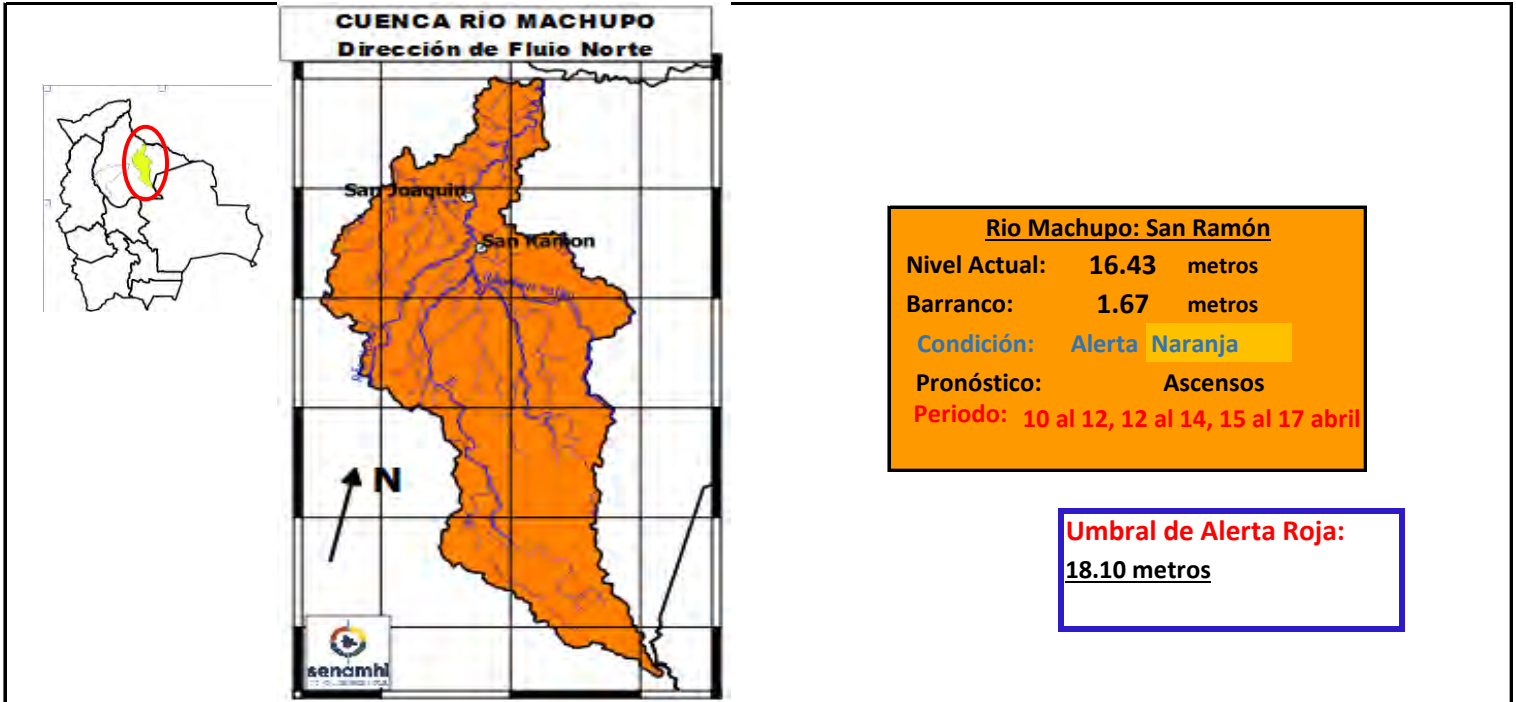 CUENCA RÍO MACHUPO
Dirección de Flujo Norte
San Joaquin
San Ramon
N
senamhi
Rio Machupo: San Ramón
Nivel Actual: 16.43 metros
Barranco: 1.67 metros
Condición: Alerta Naranja
Pronóstico: Ascensos
Periodo: 10 al 12, 12 al 14, 15 al 17 abril
Umbral de Alerta Roja:
18.10 metros